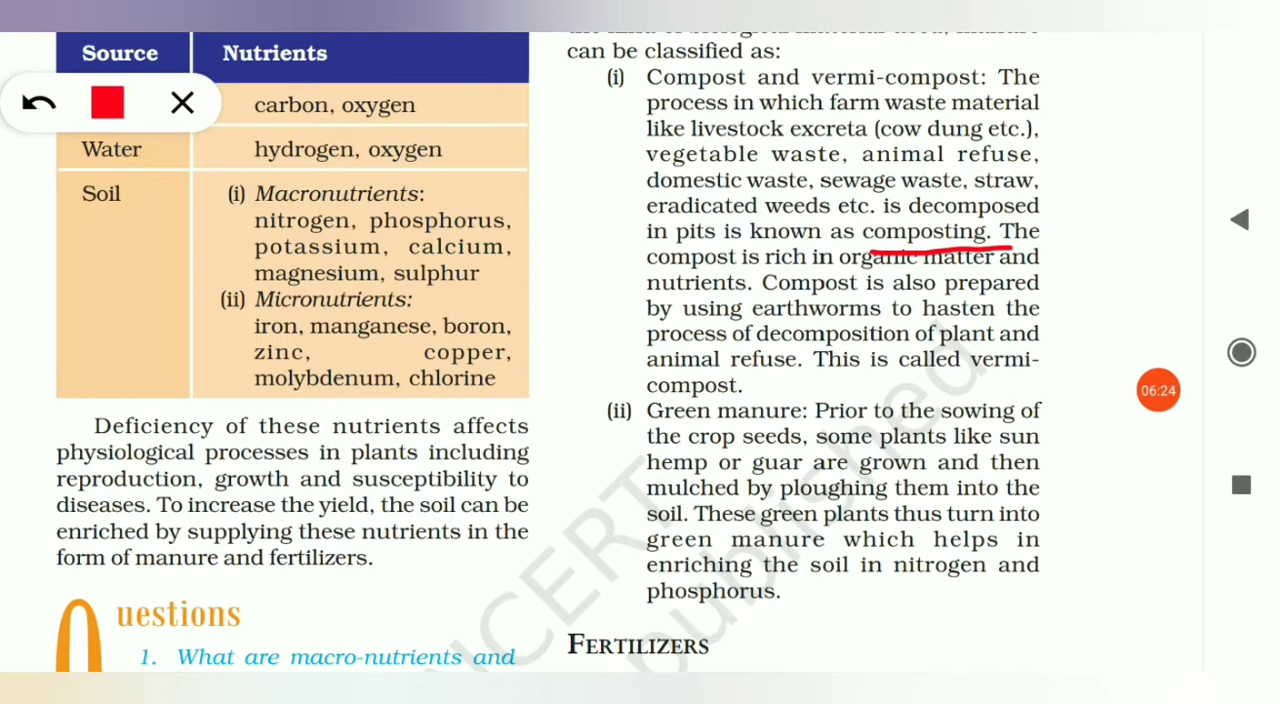 Source Nutrients
carbon, oxygen
Water hydrogen, oxygen
Soil (i) Macronutrients:
nitrogen, phosphorus,
potassium, calcium,
magnesium, sulphur
(ii) Micronutrients:
iron, manganese, boron,
zinc, copper,
molybdenum, chlorine
Deficiency of these nutrients affects
physiological processes in plants including
reproduction, growth and susceptibility to
diseases. To increase the yield, the soil can be
enriched by supplying these nutrients in the
form of manure and fertilizers.
Questions
1. What are macro-nutrients and
can be classified as:
(i) Compost and vermi-compost: The
process in which farm waste material
like livestock excreta (cow dung etc.),
vegetable waste, animal refuse,
domestic waste, sewage waste, straw,
eradicated weeds etc. is decomposed
in pits is known as composting. The
compost is rich in organic matter and
nutrients. Compost is also prepared
by using earthworms to hasten the
process of decomposition of plant and
animal refuse. This is called vermi-
compost.
(ii) Green manure: Prior to the sowing of
the crop seeds, some plants like sun
hemp or guar are grown and then
mulched by ploughing them into the
soil. These green plants thus turn into
green manure which helps in
enriching the soil in nitrogen and
phosphorus.
FERTILIZERS
06:24
NCERT
published